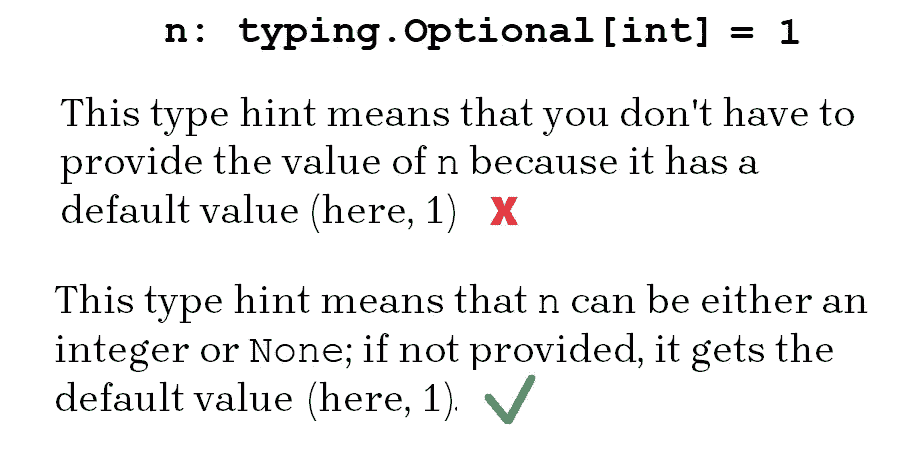 n: typing.Optional[int] = 1
This type hint means that you don't have to
provide the value of n because it has a
default value (here, 1) X
This type hint means that n can be either an
integer or None; if not provided, it gets the
default value (here, 1). ✓